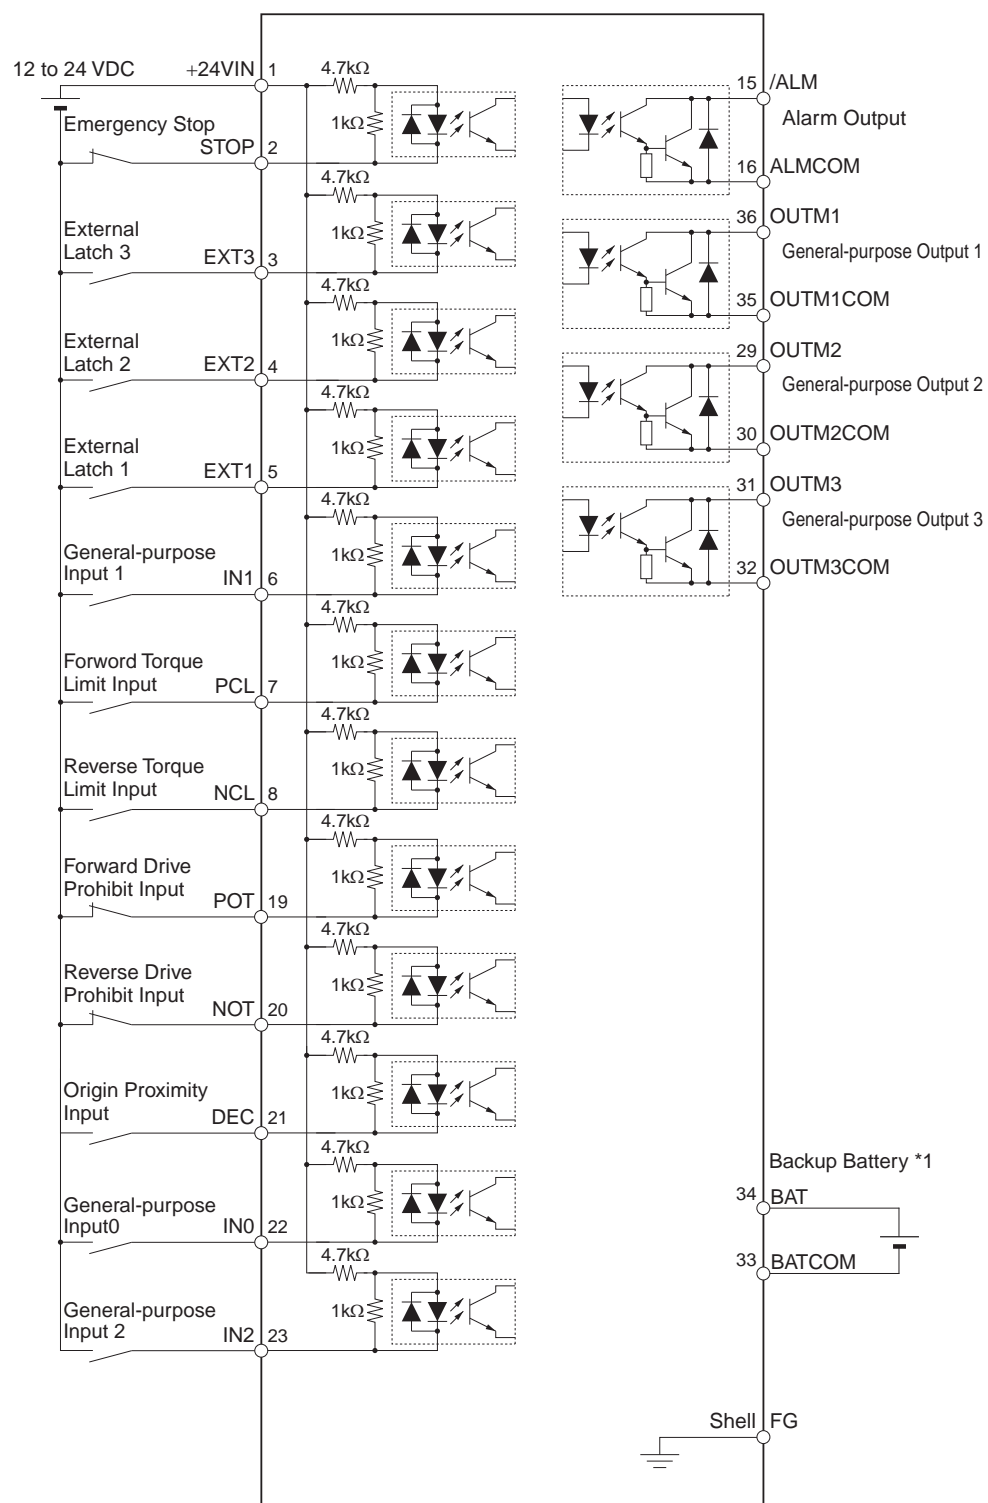 12 to 24 VDC
+24VIN 1
4.7kΩ
1kΩ
Emergency Stop
STOP 2
4.7kΩ
1kΩ
External
Latch 3
EXT3 3
4.7kΩ
1kΩ
External
Latch 2
EXT2 4
4.7kΩ
1kΩ
External
Latch 1
EXT1 5
4.7kΩ
1kΩ
General-purpose
Input 1
IN1 6
4.7kΩ
1kΩ
Forword Torque
Limit Input
PCL 7
4.7kΩ
1kΩ
Reverse Torque
Limit Input
NCL 8
4.7kΩ
1kΩ
Forward Drive
Prohibit Input
POT 19
4.7kΩ
1kΩ
Reverse Drive
Prohibit Input
NOT 20
4.7kΩ
1kΩ
Origin Proximity
Input
DEC 21
4.7kΩ
1kΩ
General-purpose
Input0
IN0 22
4.7kΩ
1kΩ
General-purpose
Input 2
IN2 23
15 /ALM
Alarm Output
16 ALMCOM
36 OUTM1
General-purpose Output 1
35 OUTM1COM
29 OUTM2
General-purpose Output 2
30 OUTM2COM
31 OUTM3
General-purpose Output 3
32 OUTM3COM
Backup Battery *1
34 BAT
33 BATCOM
Shell FG